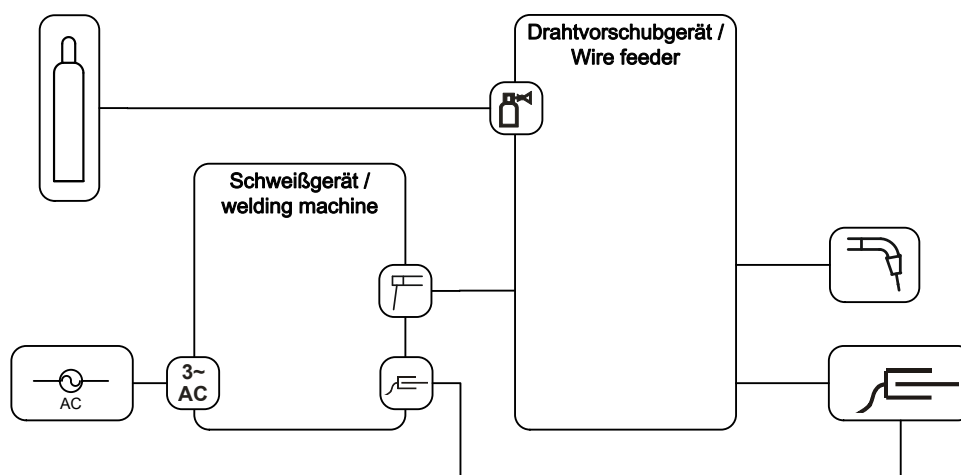 Drahtvorschubgerät /
Wire feeder
Schweißgerät /
welding machine
3~
AC
AC